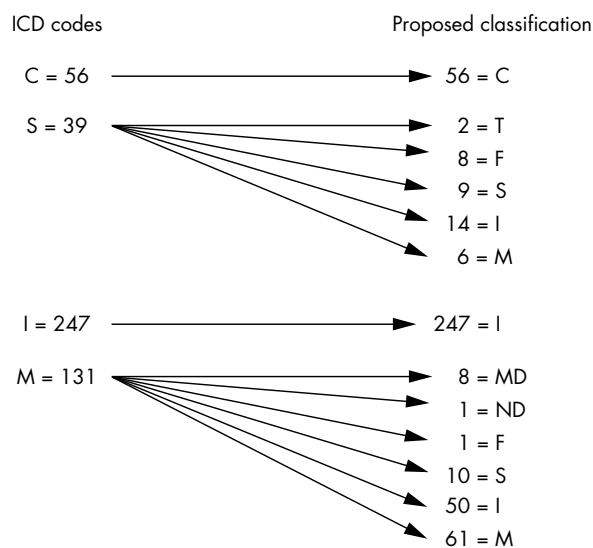 ICD codes Proposed classification
C = 56 56 = C
S = 39 2 = T
8 = F
9 = S
14 = I
6 = M
I = 247 247 = I
M = 131 8 = MD
1 = ND
1 = F
10 = S
50 = I
61 = M